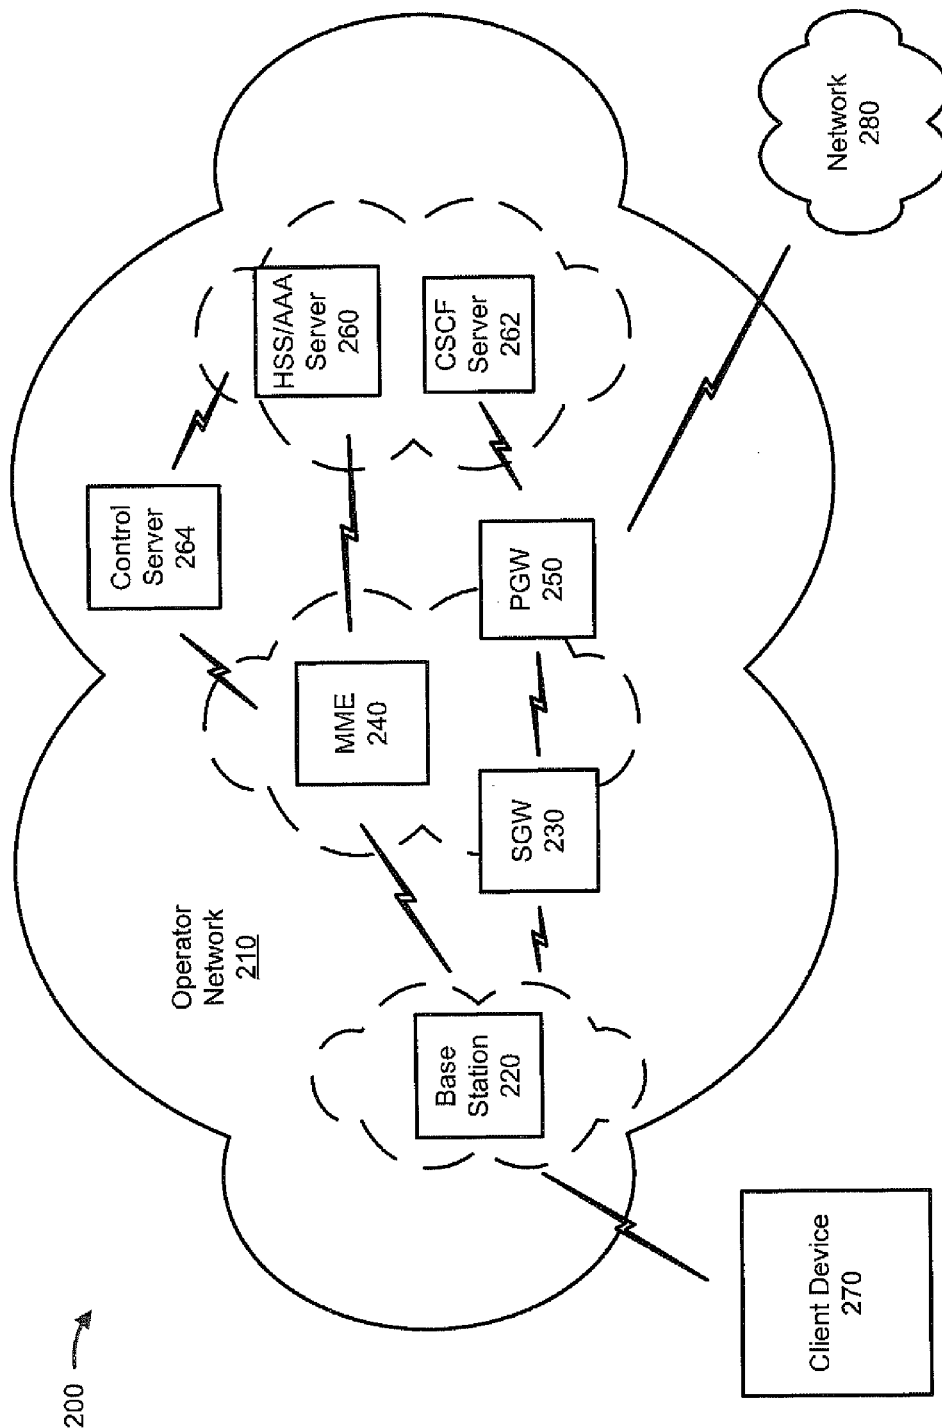 200
Operator
Network
210
Control
Server
264
HSS/AAA
Server
260
CSCF
Server
262
MME
240
Base
Station
220
SGW
230
PGW
250
Client Device
270
Network
280